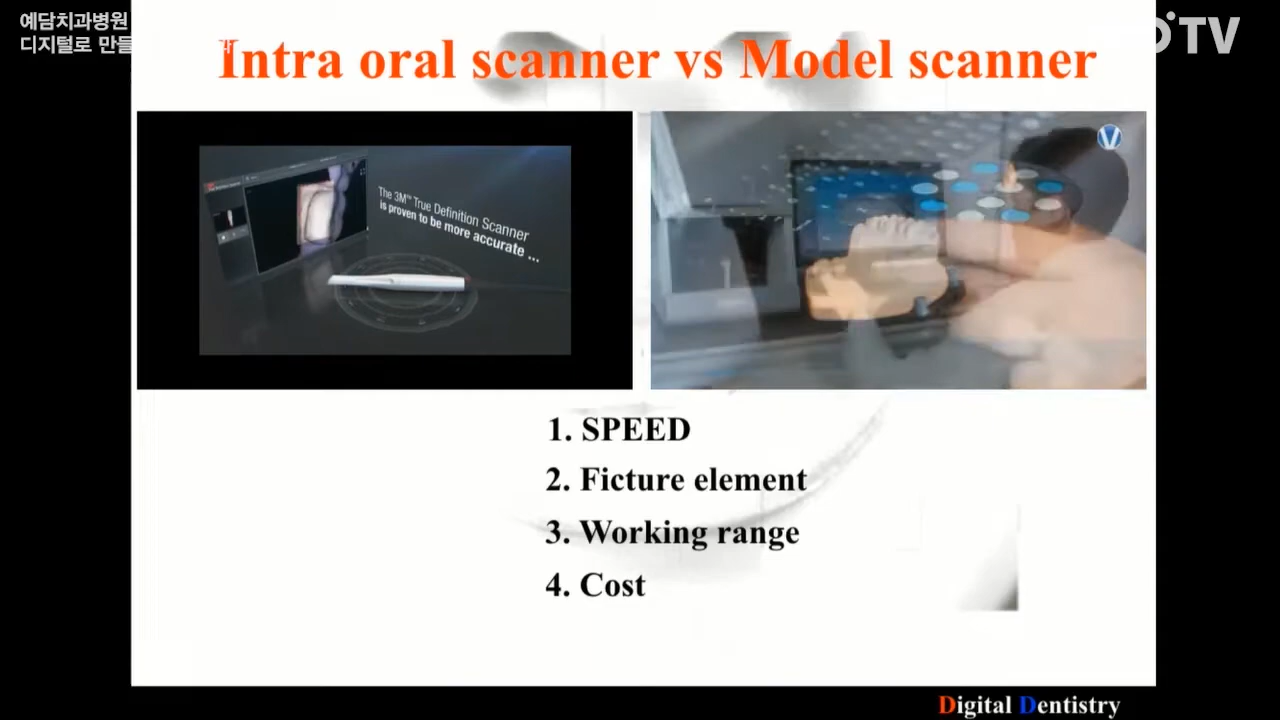 예담치과병원
디지털로 만들
TV
Intra oral scanner vs Model scanner
The 3M™ True Definition Scanner
is proven to be more accurate ...
V
1. SPEED
2. Ficture element
3. Working range
4. Cost
Digital Dentistry